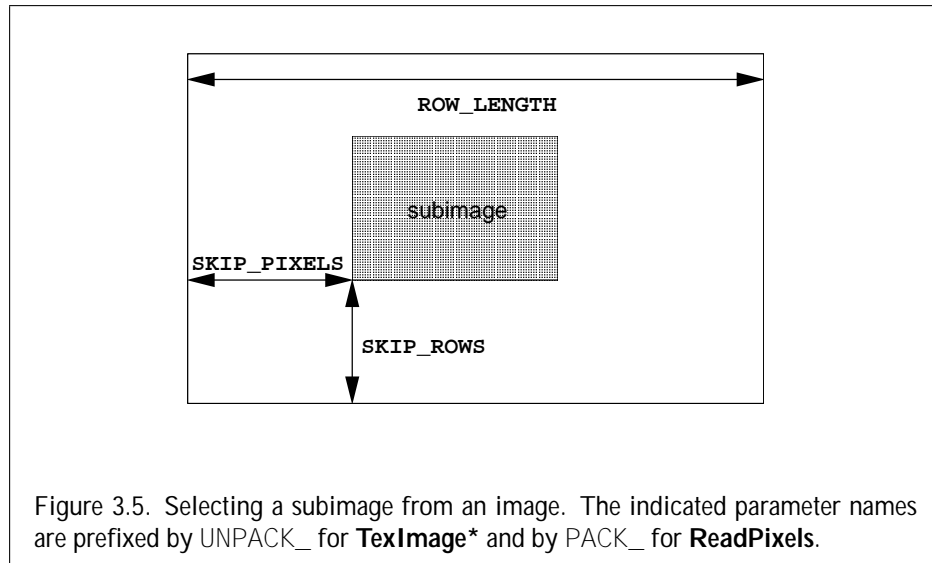 ROW_LENGTH
subimage
SKIP_PIXELS
SKIP_ROWS
Figure 3.5. Selecting a subimage from an image. The indicated parameter names
are prefixed by UNPACK_ for TexImage* and by PACK_ for ReadPixels.